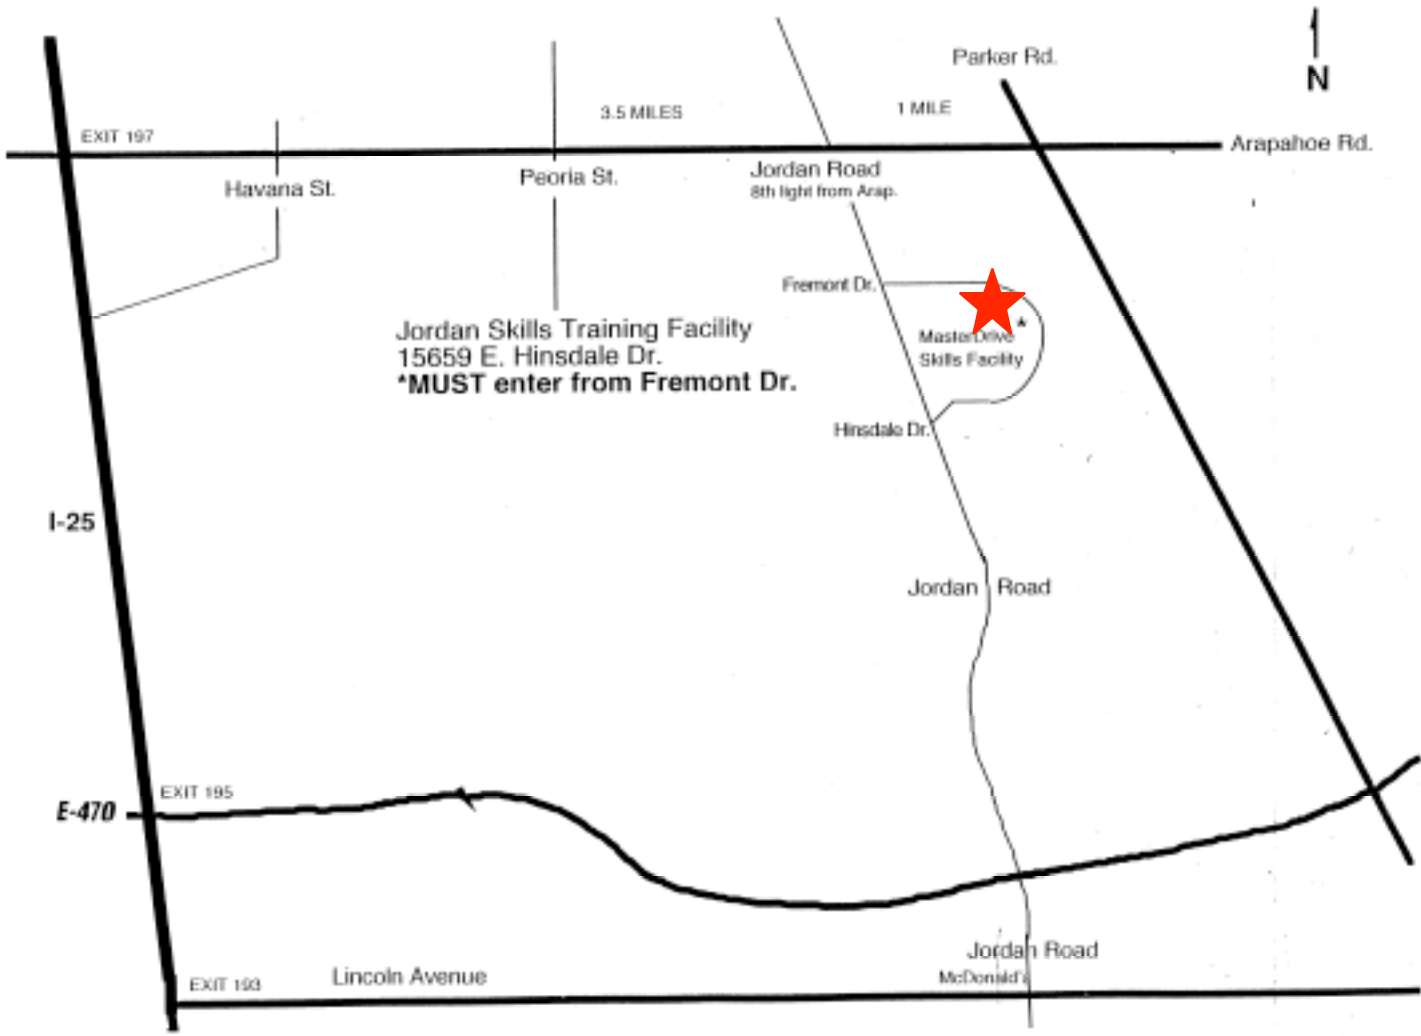 N
Parker Rd.
3.5 MILES
1 MILE
EXIT 197
Arapahoe Rd.
Havana St.
Peoria St.
Jordan Road
8th light from Arap.
Fremont Dr.
*
MasterDrive
Skills Facility
Jordan Skills Training Facility
15659 E. Hinsdale Dr.
*MUST enter from Fremont Dr.
Hinsdale Dr.
I-25
Jordan Road
EXIT 195
E-470
Jordan Road
McDonald's
EXIT 193
Lincoln Avenue